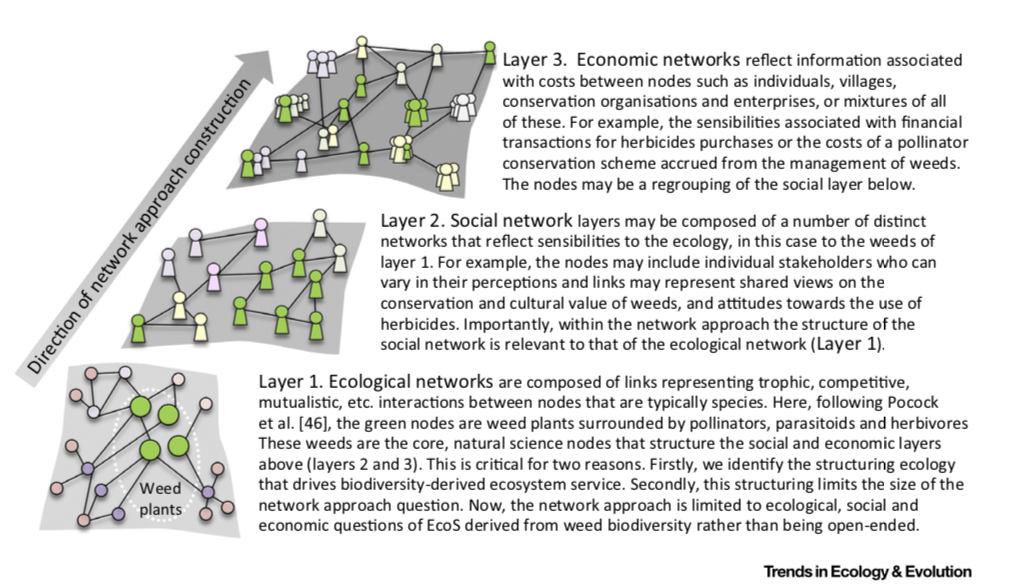 Direction of network approach construction
Layer 3. Economic networks reflect information associated
with costs between nodes such as individuals, villages,
conservation organisations and enterprises, or mixtures of all
of these. For example, the sensibilities associated with financial
transactions for herbicides purchases or the costs of a pollinator
conservation scheme accrued from the management of weeds.
The nodes may be a regrouping of the social layer below.
Layer 2. Social network layers may be composed of a number of distinct
networks that reflect sensibilities to the ecology, in this case to the weeds of
layer 1. For example, the nodes may include individual stakeholders who can
vary in their perceptions and links may represent shared views on the
conservation and cultural value of weeds, and attitudes towards the use of
herbicides. Importantly, within the network approach the structure of the
social network is relevant to that of the ecological network (Layer 1).
Layer 1. Ecological networks are composed of links representing trophic, competitive,
mutualistic, etc. interactions between nodes that are typically species. Here, following Pocock
et al. [46], the green nodes are weed plants surrounded by pollinators, parasitoids and herbivores
These weeds are the core, natural science nodes that structure the social and economic layers
above (layers 2 and 3). This is critical for two reasons. Firstly, we identify the structuring ecology
that drives biodiversity-derived ecosystem service. Secondly, this structuring limits the size of the
network approach question. Now, the network approach is limited to ecological, social and
economic questions of EcoS derived from weed biodiversity rather than being open-ended.
Weed
plants
Trends in Ecology & Evolution